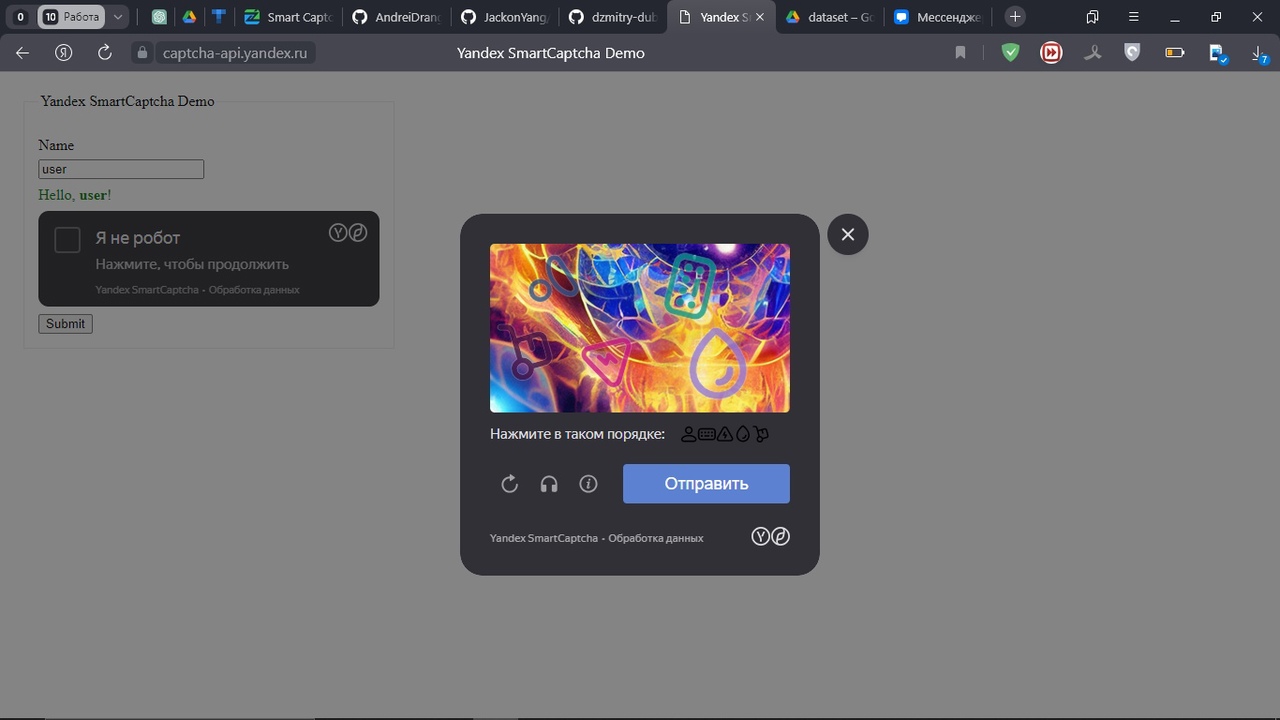 0
10 Работа
Smart Captc
AndreiDrang
JackonYang/
dzmitry-dub
Yandex S
dataset – Go
Мессендже
captcha-api.yandex.ru
Yandex SmartCaptcha Demo
7
Yandex SmartCaptcha Demo
Name
user
Hello, user!
Я не робот
Нажмите, чтобы продолжить
Yandex SmartCaptcha - Обработка данных
Submit
Нажмите в таком порядке:
Отправить
Yandex SmartCaptcha - Обработка данных